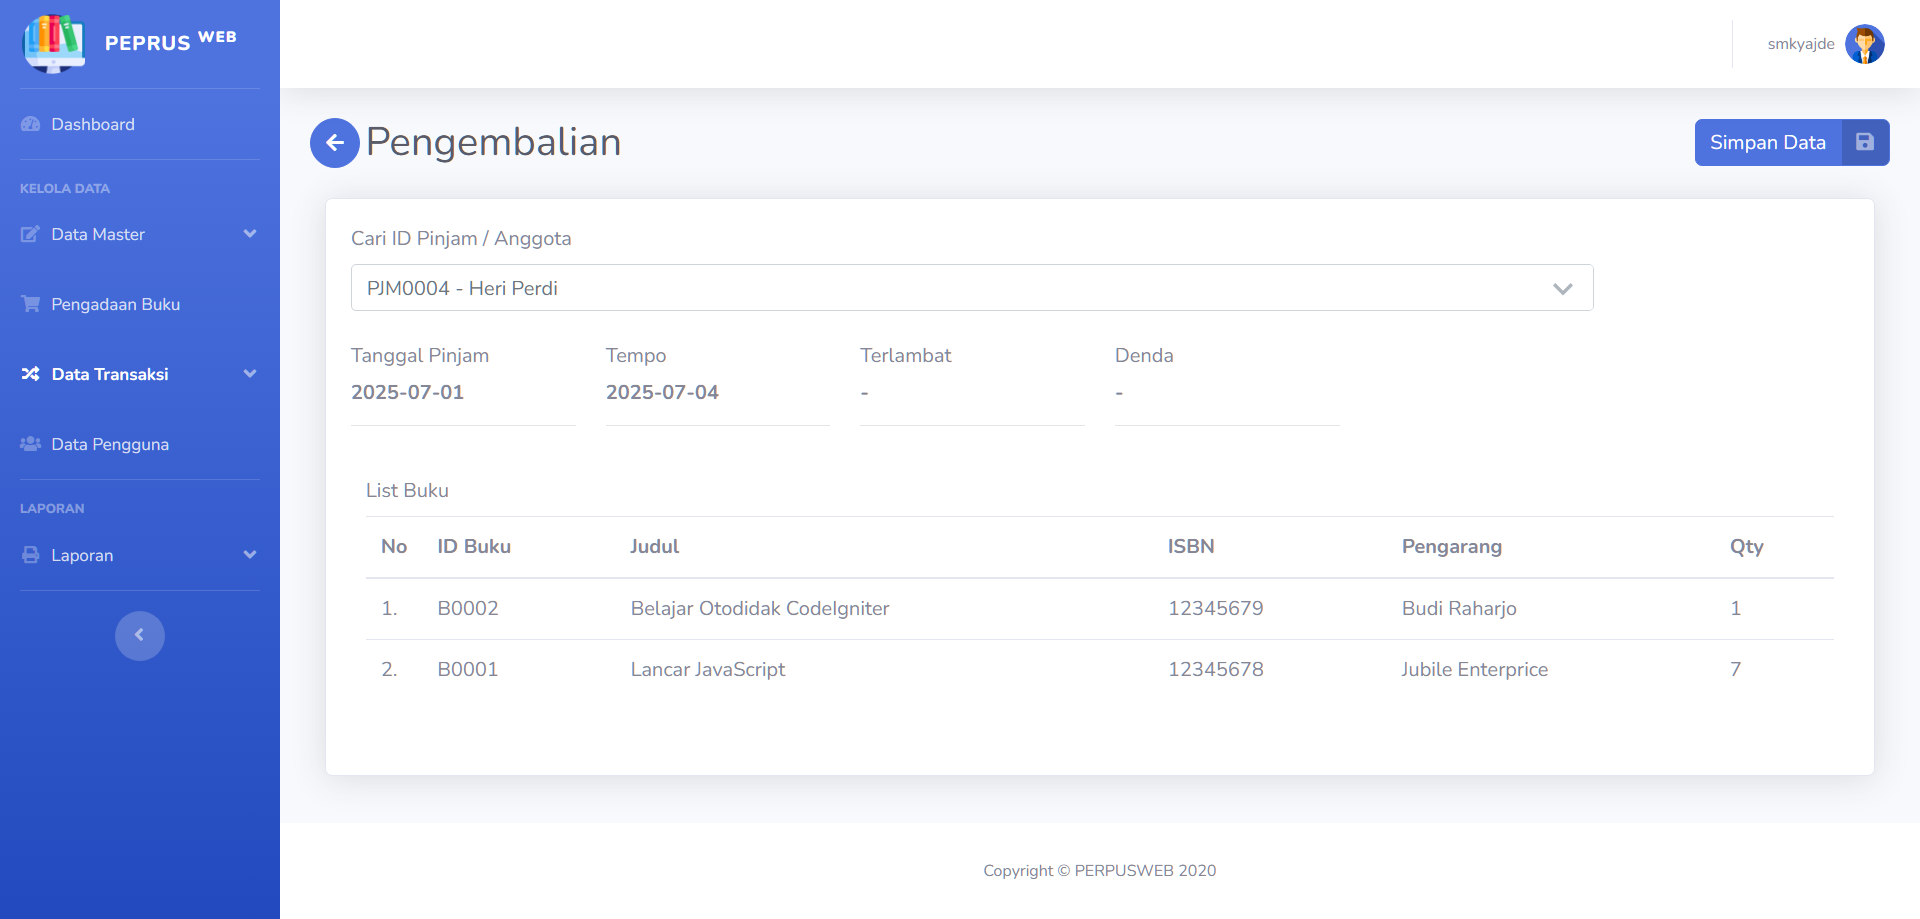 PEPRUS WEB
smkyajde
Dashboard
KELOLA DATA
Data Master
Pengadaan Buku
Data Transaksi
Data Pengguna
LAPORAN
Laporan
Pengembalian
Simpan Data
Cari ID Pinjam / Anggota
PJM0004 - Heri Perdi
Tanggal Pinjam Tempo Terlambat Denda
2025-07-01 2025-07-04 - -
List Buku
No ID Buku Judul ISBN Pengarang Qty
1. B0002 Belajar Otodidak CodeIgniter 12345679 Budi Raharjo 1
2. B0001 Lancar JavaScript 12345678 Jubile Enterprice 7
Copyright © PERPUSWEB 2020